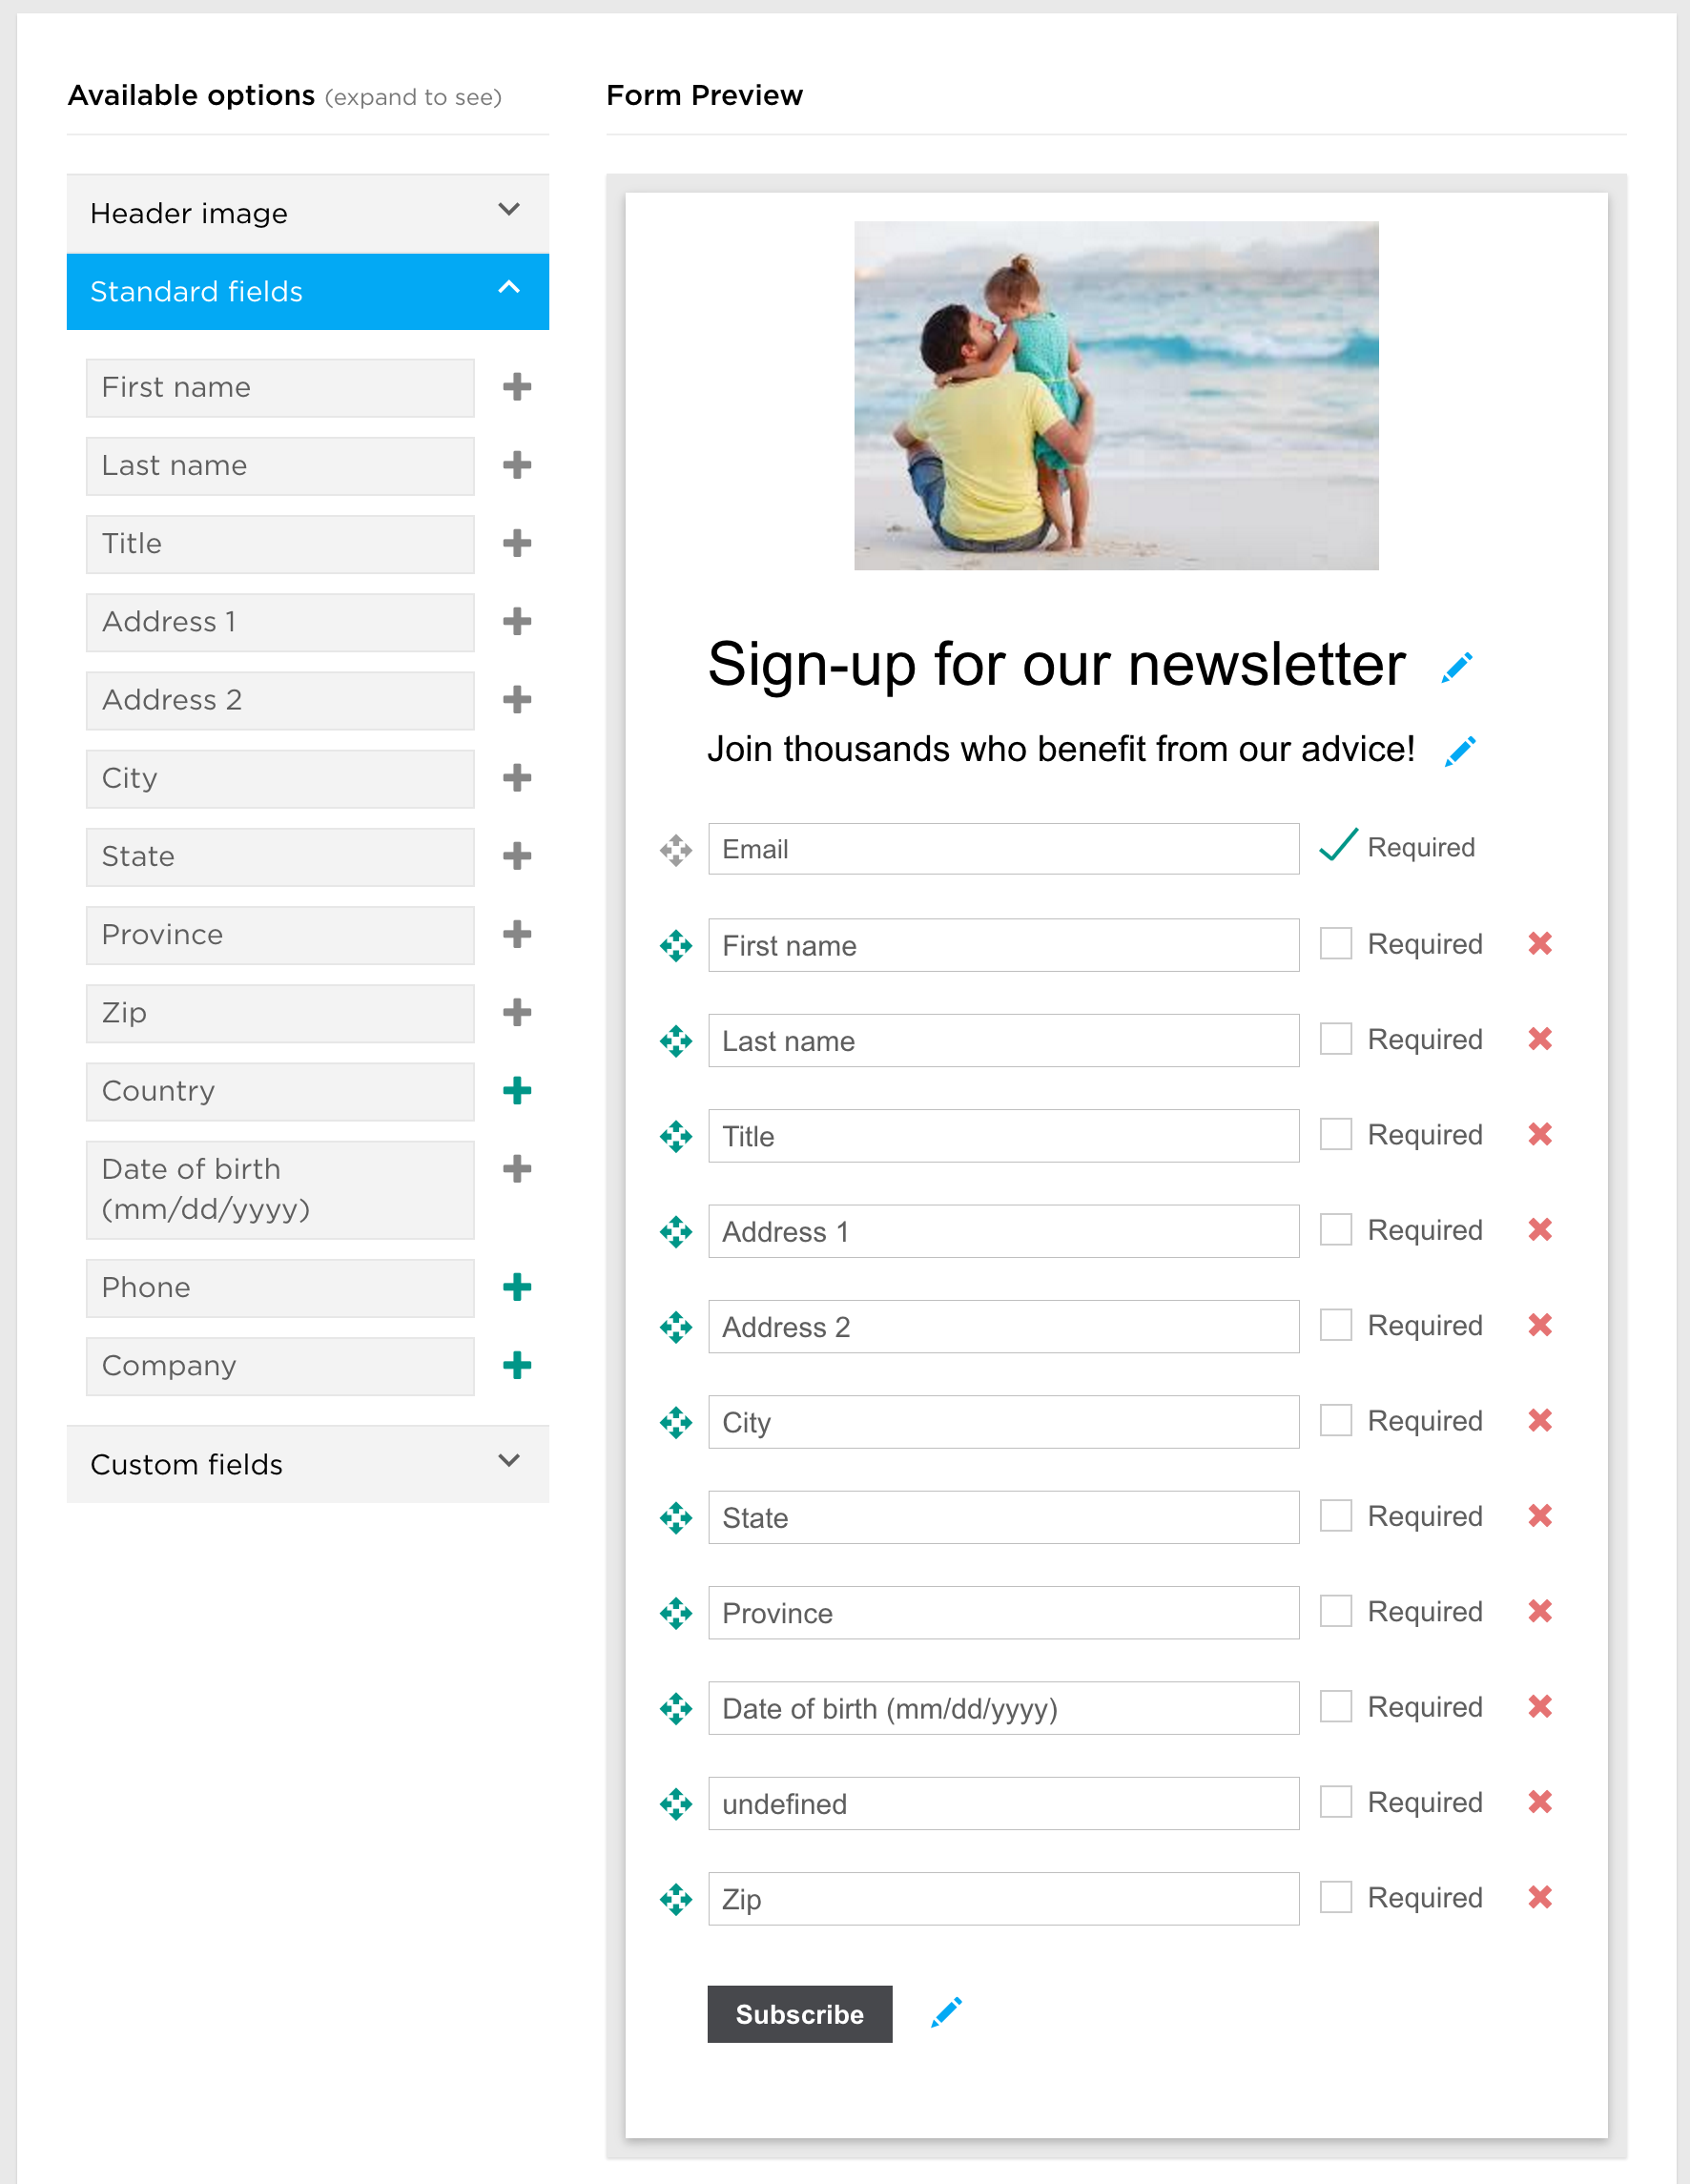 Available options (expand to see)
Header image
Standard fields
First name
Last name
Title
Address 1
Address 2
City
State
Province
Zip
Country
Date of birth
(mm/dd/yyyy)
Phone
Company
Custom fields
Form Preview
Sign-up for our newsletter
Join thousands who benefit from our advice!
Email Required
First name Required
Last name Required
Title Required
Address 1 Required
Address 2 Required
City Required
State Required
Province Required
Date of birth (mm/dd/yyyy) Required
undefined Required
Zip Required
Subscribe